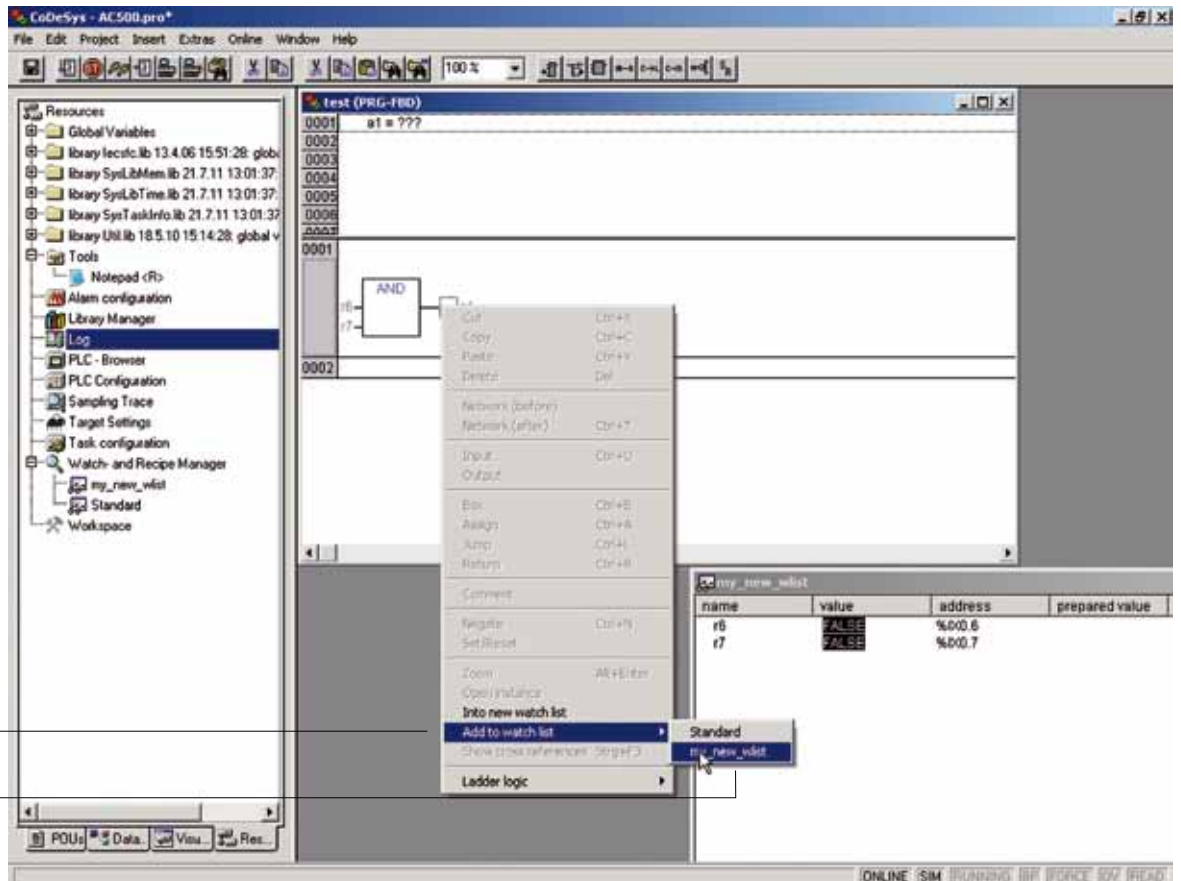 CoDeSys - AC500.pro*
File Edit Project Insert Extras Online Window Help
100 %
Resources
Global Variables
library Iecsfc.lib 13.4.06 15:51:28: globa
library SysLibMem.lib 21.7.11 13:01:37:
library SysLibTime.lib 21.7.11 13:01:37:
library SysTaskInfo.lib 21.7.11 13:01:37
library Util.lib 18.5.10 15:14:28: global v
Tools
Notepad <R>
Alarm configuration
Library Manager
Log
PLC - Browser
PLC Configuration
Sampling Trace
Target Settings
Task configuration
Watch- and Recipe Manager
my_new_wlist
Standard
Workspace
POUs Data. Visu... Res...
test (PRG-FBD)
0001 a1 = ???
0002
0003
0004
0005
0006
0007
0001
AND
r6
r7
0002
Cut Ctrl+X
Copy Ctrl+C
Paste Ctrl+V
Delete Del
Network (before)
Network (after) Ctrl+T
Input Ctrl+U
Output
Box Ctrl+B
Assign Ctrl+A
Jump Ctrl+L
Return Ctrl+R
Comment
Negate Ctrl+N
Set/Reset
Zoom Alt+Enter
Open instance
Into new watch list
Add to watch list
Show cross references Strg+F3
Ladder logic
Standard
my_new_wlist
my_new_wlist
name value address prepared value
r6 FALSE %IX0.6
r7 FALSE %IX0.7
ONLINE SIM RUNNING BP FORCE OV READ